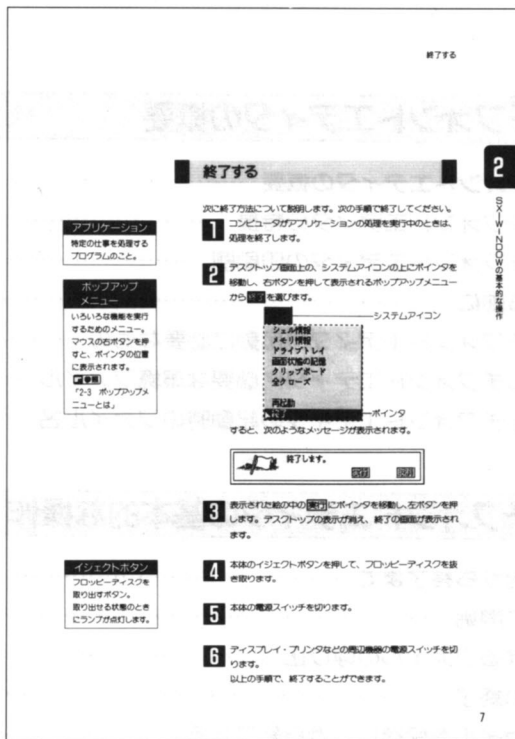 終了する
2
SX-WINDOWの基本的な操作
終了する
次に終了方法について説明します。次の手順で終了してください。
1
コンピュータがアプリケーションの処理を実行中のときは、
処理を終了します。
アプリケーション
特定の仕事を処理する
プログラムのこと。
2
デスクトップ画面上の、システムアイコンの上にポインタを
移動し、右ボタンを押して表示されるポップアップメニュー
から終了を選びます。
ポップアップ
メニュー
いろいろな機能を実行
するためのメニュー。
マウスの右ボタンを押
すと、ポインタの位置
に表示されます。
参照
「2-3 ポップアップメ
ニューとは」
システムアイコン
シェル情報
メモリ情報
ドライブトレイ
画面状態の記憶
クリップボード
全クローズ
再起動
ポインタ
すると、次のようなメッセージが表示されます。
終了します。
3
表示された絵の中の実行にポインタを移動し、左ボタンを押
します。デスクトップの表示が消え、終了の画面が表示され
ます。
イジェクトボタン
フロッピーディスクを
取り出すボタン。
取り出せる状態のとき
にランプが点灯します。
4
本体のイジェクトボタンを押して、フロッピーディスクを抜
き取ります。
5
本体の電源スイッチを切ります。
6
ディスプレイ・プリンタなどの周辺機器の電源スイッチを切
ります。
以上の手順で、終了することができます。
7